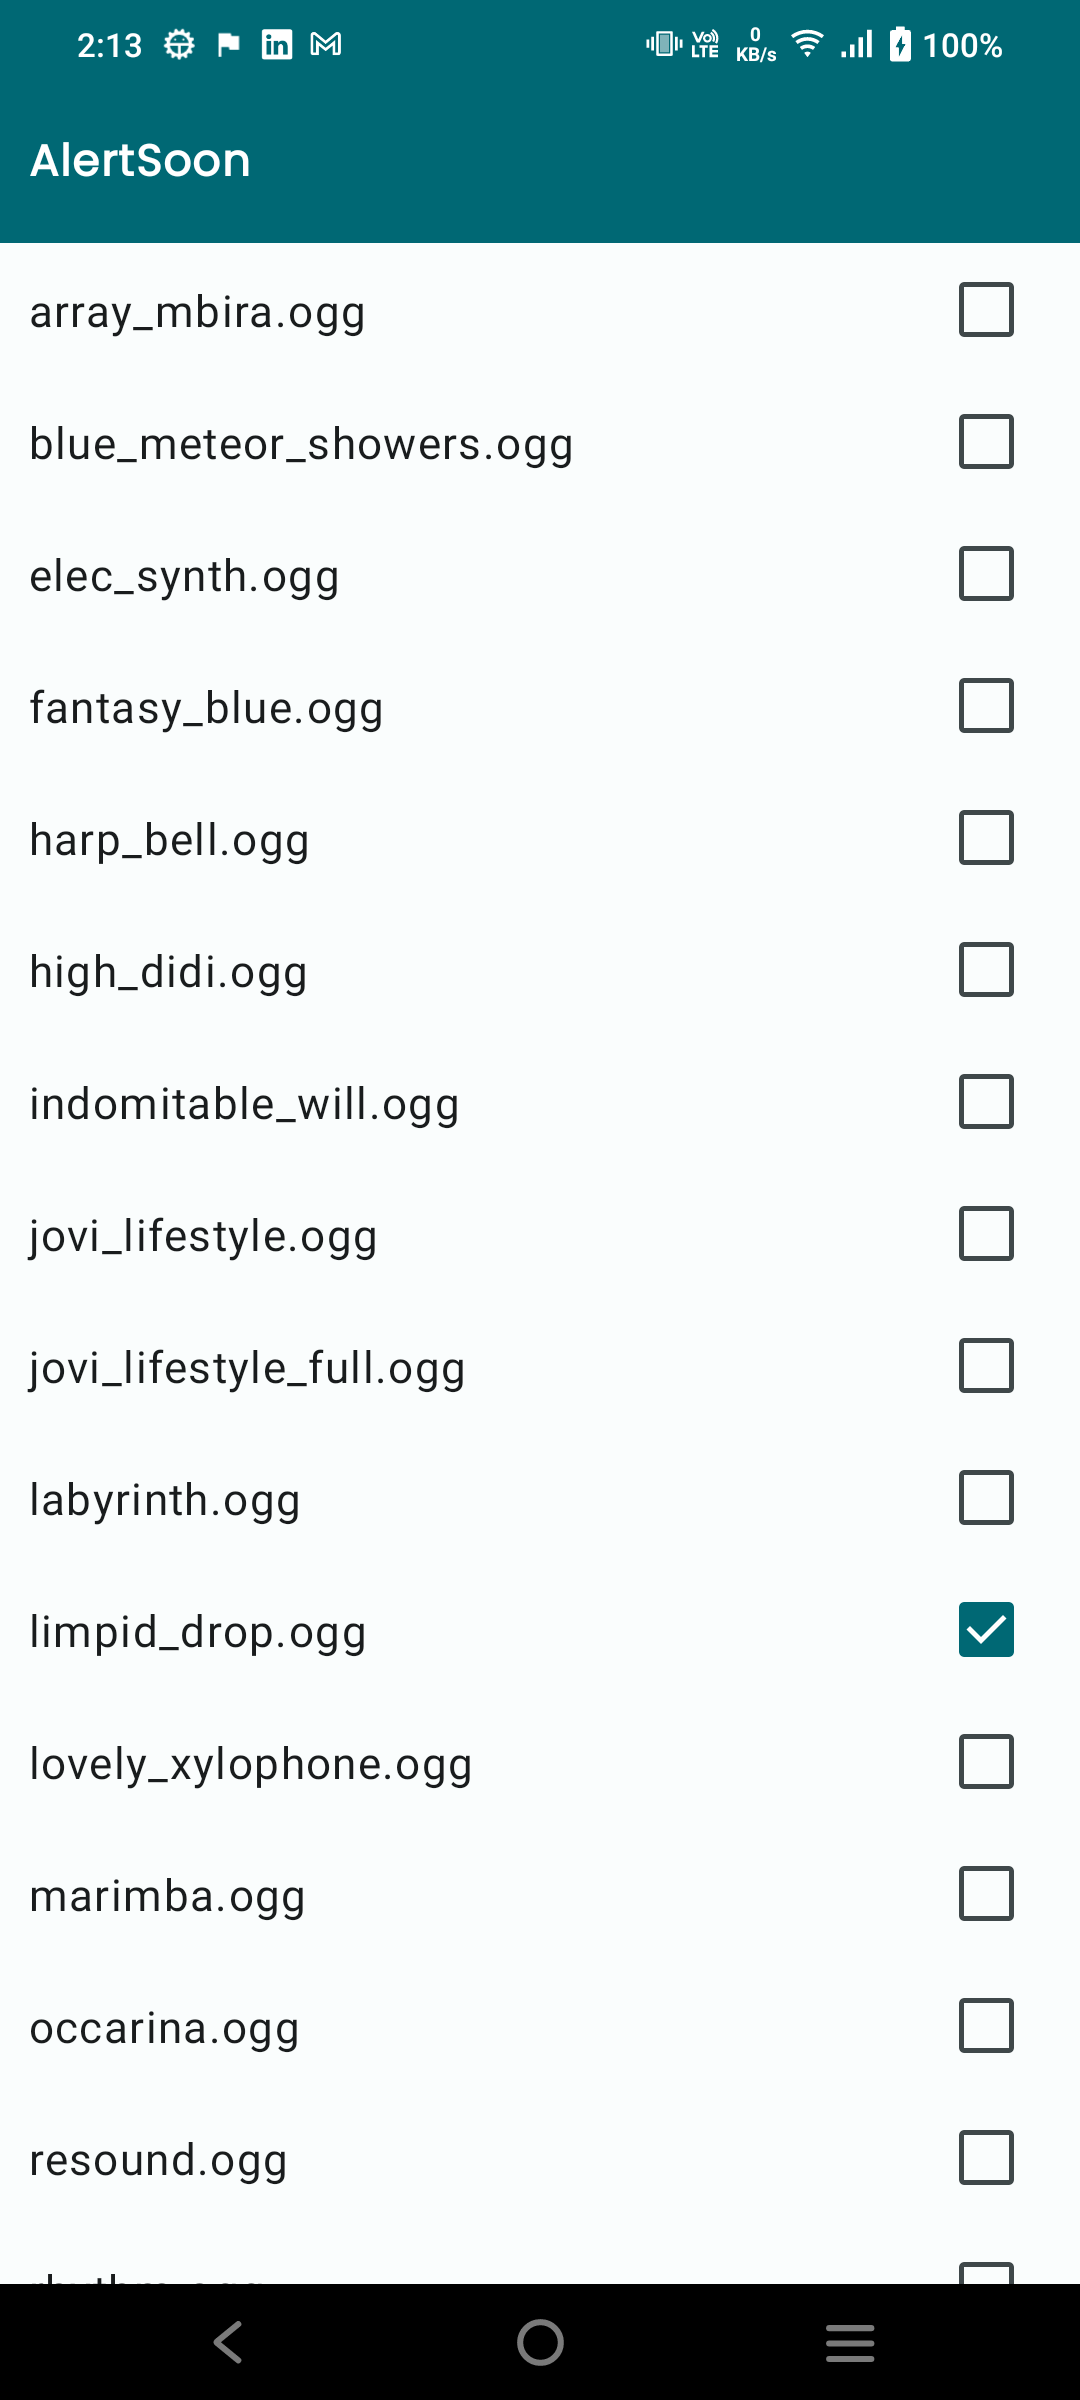 2:13
Vo) LTE
0 KB/s
100%
AlertSoon
array_mbira.ogg
blue_meteor_showers.ogg
elec_synth.ogg
fantasy_blue.ogg
harp_bell.ogg
high_didi.ogg
indomitable_will.ogg
jovi_lifestyle.ogg
jovi_lifestyle_full.ogg
labyrinth.ogg
limpid_drop.ogg
lovely_xylophone.ogg
marimba.ogg
occarina.ogg
resound.ogg